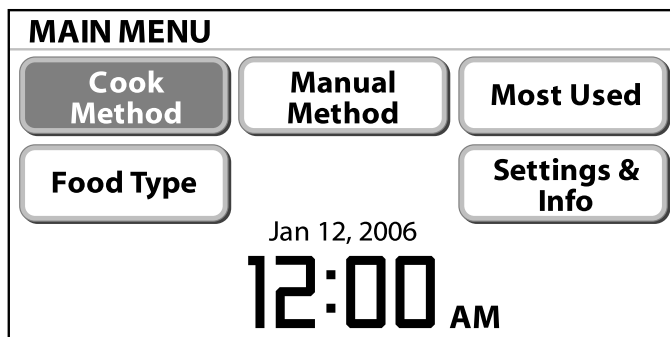 MAIN MENU
Cook
Method
Manual
Method
Most Used
Food Type
Settings &
Info
Jan 12, 2006
12:00 AM